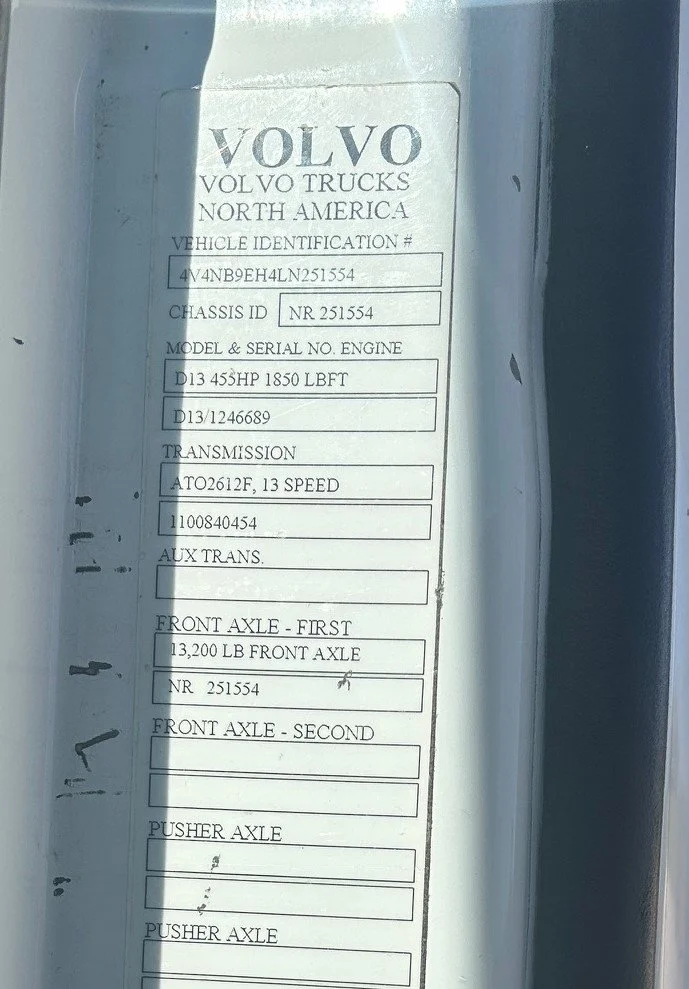 VOLVO
VOLVO TRUCKS
NORTH AMERICA
VEHICLE IDENTIFICATION #
4V4NB9EH4LN251554
CHASSIS ID NR 251554
MODEL & SERIAL NO. ENGINE
D13 455HP 1850 LBFT
D13/1246689
TRANSMISSION
ATO2612F, 13 SPEED
1100840454
AUX TRANS.
FRONT AXLE - FIRST
13,200 LB FRONT AXLE
NR 251554
FRONT AXLE - SECOND
PUSHER AXLE
PUSHER AXLE